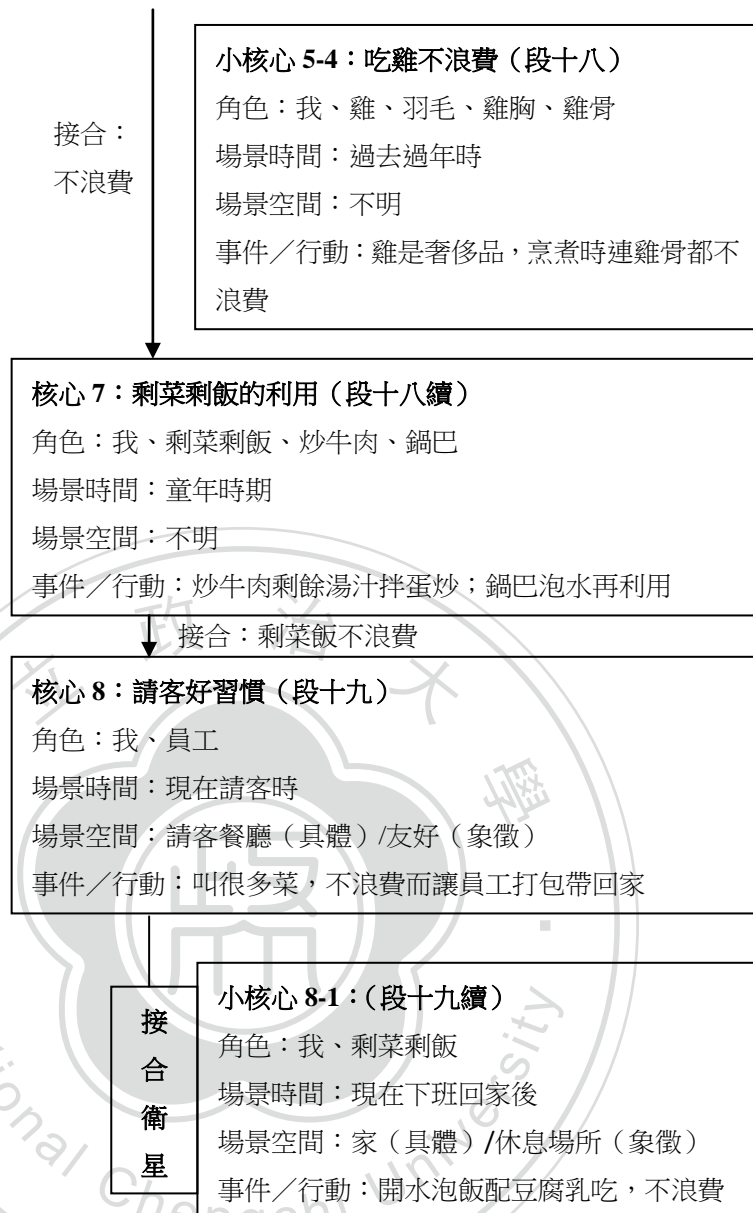 小核心 5-4：吃雞不浪費（段十八）
角色：我、雞、羽毛、雞胸、雞骨
場景時間：過去過年時
場景空間：不明
事件／行動：雞是奢侈品，烹煮時連雞骨都不
浪費
接合：
不浪費
核心 7：剩菜剩飯的利用（段十八續）
角色：我、剩菜剩飯、炒牛肉、鍋巴
場景時間：童年時期
場景空間：不明
事件／行動：炒牛肉剩餘湯汁拌蛋炒；鍋巴泡水再利用
接合：剩菜飯不浪費
核心 8：請客好習慣（段十九）
角色：我、員工
場景時間：現在請客時
場景空間：請客餐廳（具體）/友好（象徵）
事件／行動：叫很多菜，不浪費而讓員工打包帶回家
接
合
衛
星
小核心 8-1：（段十九續）
角色：我、剩菜剩飯
場景時間：現在下班回家後
場景空間：家（具體）/休息場所（象徵）
事件／行動：開水泡飯配豆腐乳吃，不浪費
政治大學
University